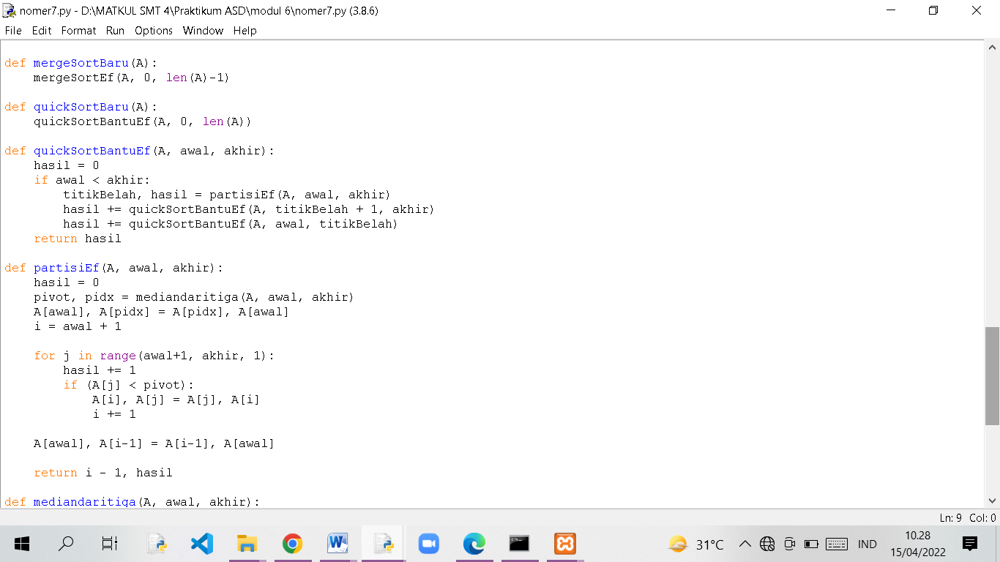 nomer7.py - D:\MATKUL SMT 4\Praktikum ASD\modul 6\nomer7.py (3.8.6)
File Edit Format Run Options Window Help
def mergeSortBaru(A):
    mergeSortEf(A, 0, len(A)-1)
def quickSortBaru(A):
    quickSortBantuEf(A, 0, len(A))
def quickSortBantuEf(A, awal, akhir):
    hasil = 0
    if awal < akhir:
        titikBelah, hasil = partisiEf(A, awal, akhir)
        hasil += quickSortBantuEf(A, titikBelah + 1, akhir)
        hasil += quickSortBantuEf(A, awal, titikBelah)
    return hasil
def partisiEf(A, awal, akhir):
    hasil = 0
    pivot, pidx = mediandaritiga(A, awal, akhir)
    A[awal], A[pidx] = A[pidx], A[awal]
    i = awal + 1
    for j in range(awal+1, akhir, 1):
        hasil += 1
        if (A[j] < pivot):
            A[i], A[j] = A[j], A[i]
            i += 1
    A[awal], A[i-1] = A[i-1], A[awal]
    return i - 1, hasil
def mediandaritiga(A, awal, akhir):
Ln: 9 Col: 0
31°C IND 10.28
15/04/2022